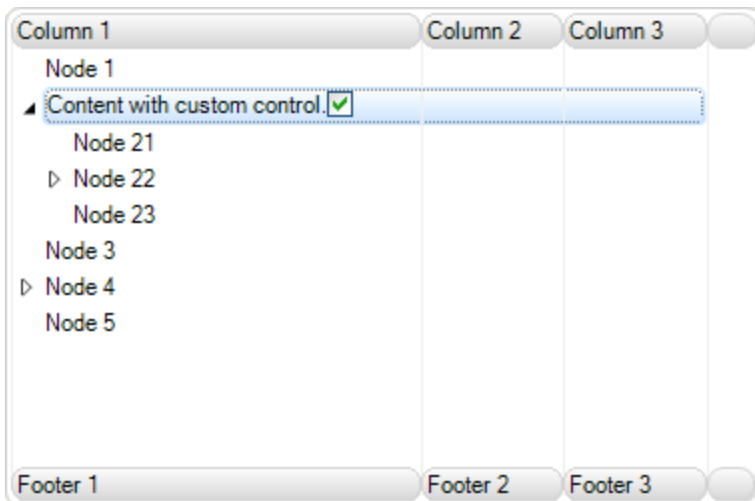 Column 1 Column 2 Column 3
Node 1
Content with custom control.
Node 21
Node 22
Node 23
Node 3
Node 4
Node 5
Footer 1 Footer 2 Footer 3